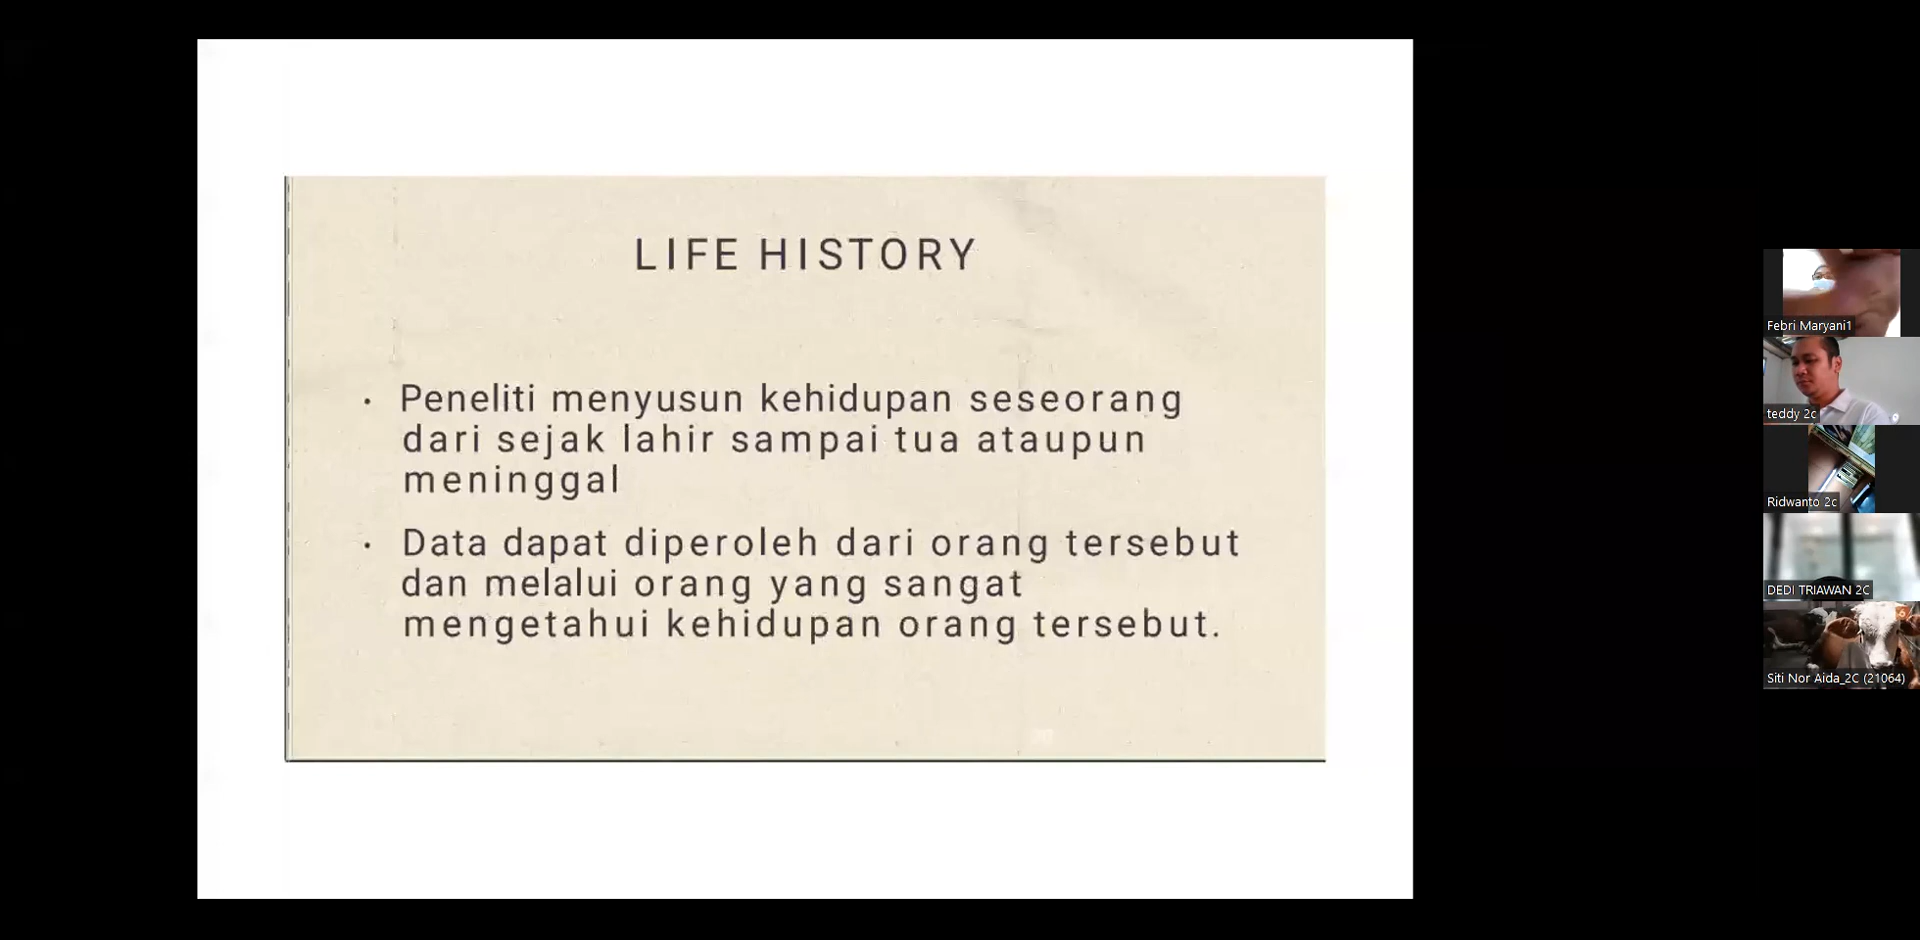 LIFE HISTORY
• Peneliti menyusun kehidupan seseorang
dari sejak lahir sampai tua ataupun
meninggal
• Data dapat diperoleh dari orang tersebut
dan melalui orang yang sangat
mengetahui kehidupan orang tersebut.
Febri Maryani1
teddy 2c
Ridwanto 2c
DEDI TRIAWAN 2C
Siti Nor Aida_2C (21064)